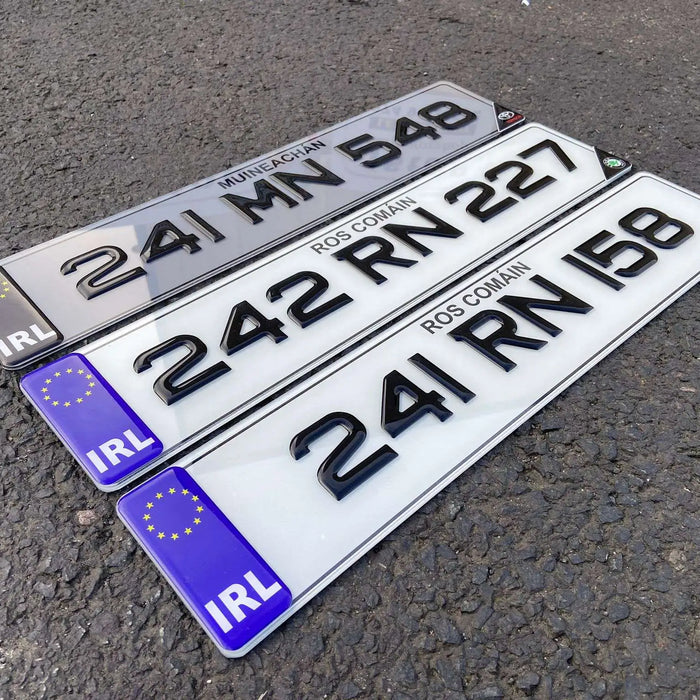 MUINEACHÁN
241 MN 548
IRL
ROS COMÁIN
242 RN 227
IRL
ROS COMÁIN
241 RN 158
IRL